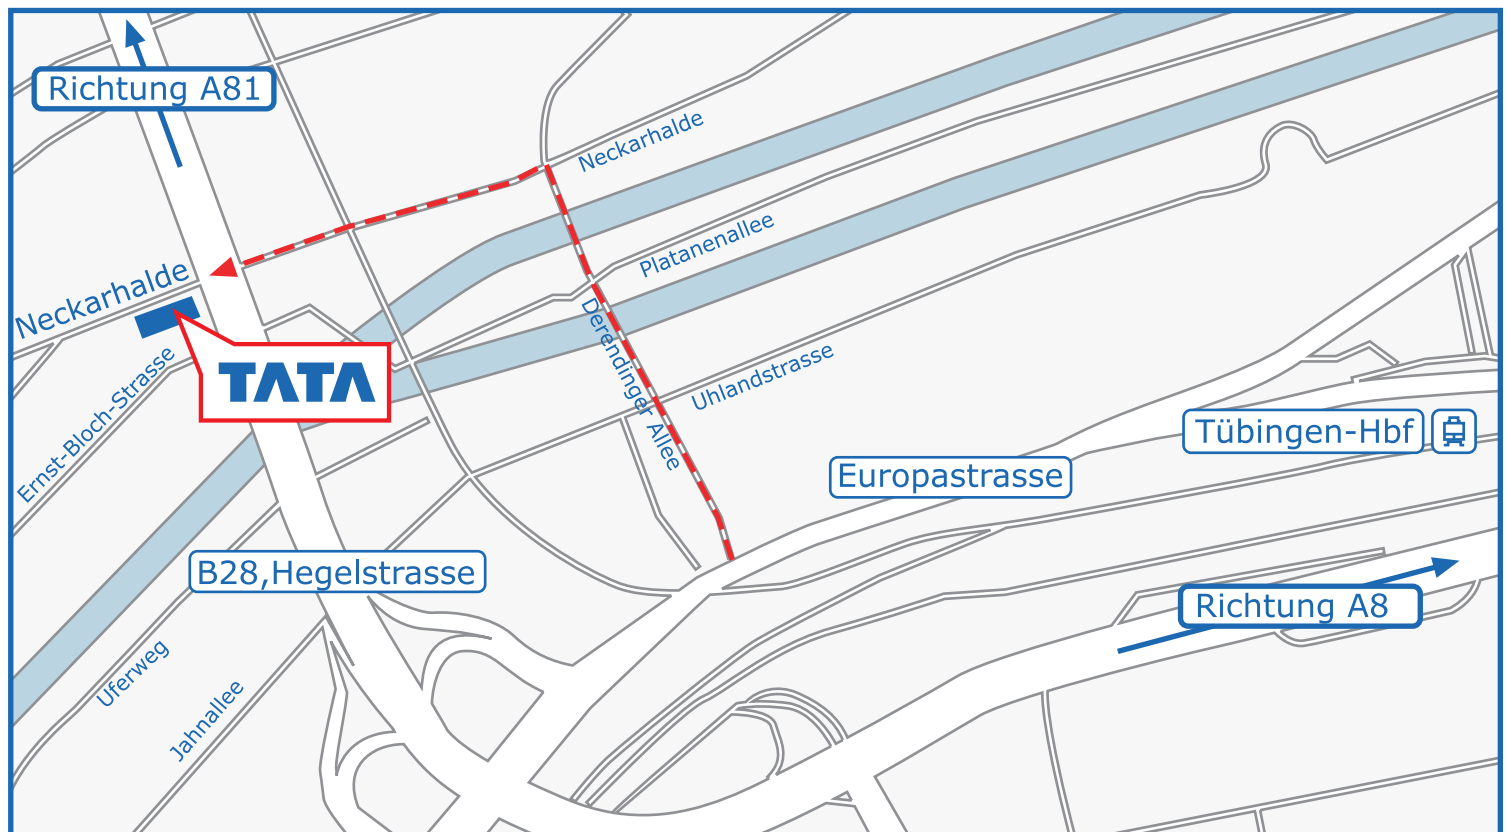 Richtung A81
Neckarhalde
Platanenallee
Neckarhalde
Derendinger Allee
Uhlandstrasse
Ernst-Bloch-Strasse
TATA
Tübingen-Hbf
Europastrasse
B28,Hegelstrasse
Richtung A8
Uferweg
Jahnallee